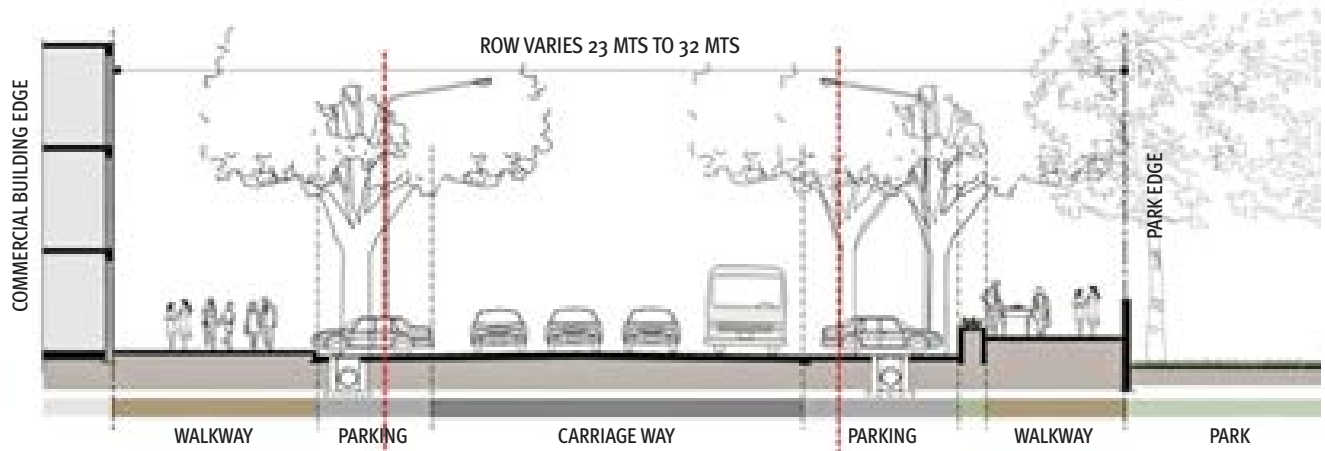 ROW VARIES 23 MTS TO 32 MTS
COMMERCIAL BUILDING EDGE
PARK EDGE
WALKWAY
PARKING
CARRIAGE WAY
PARKING
WALKWAY
PARK